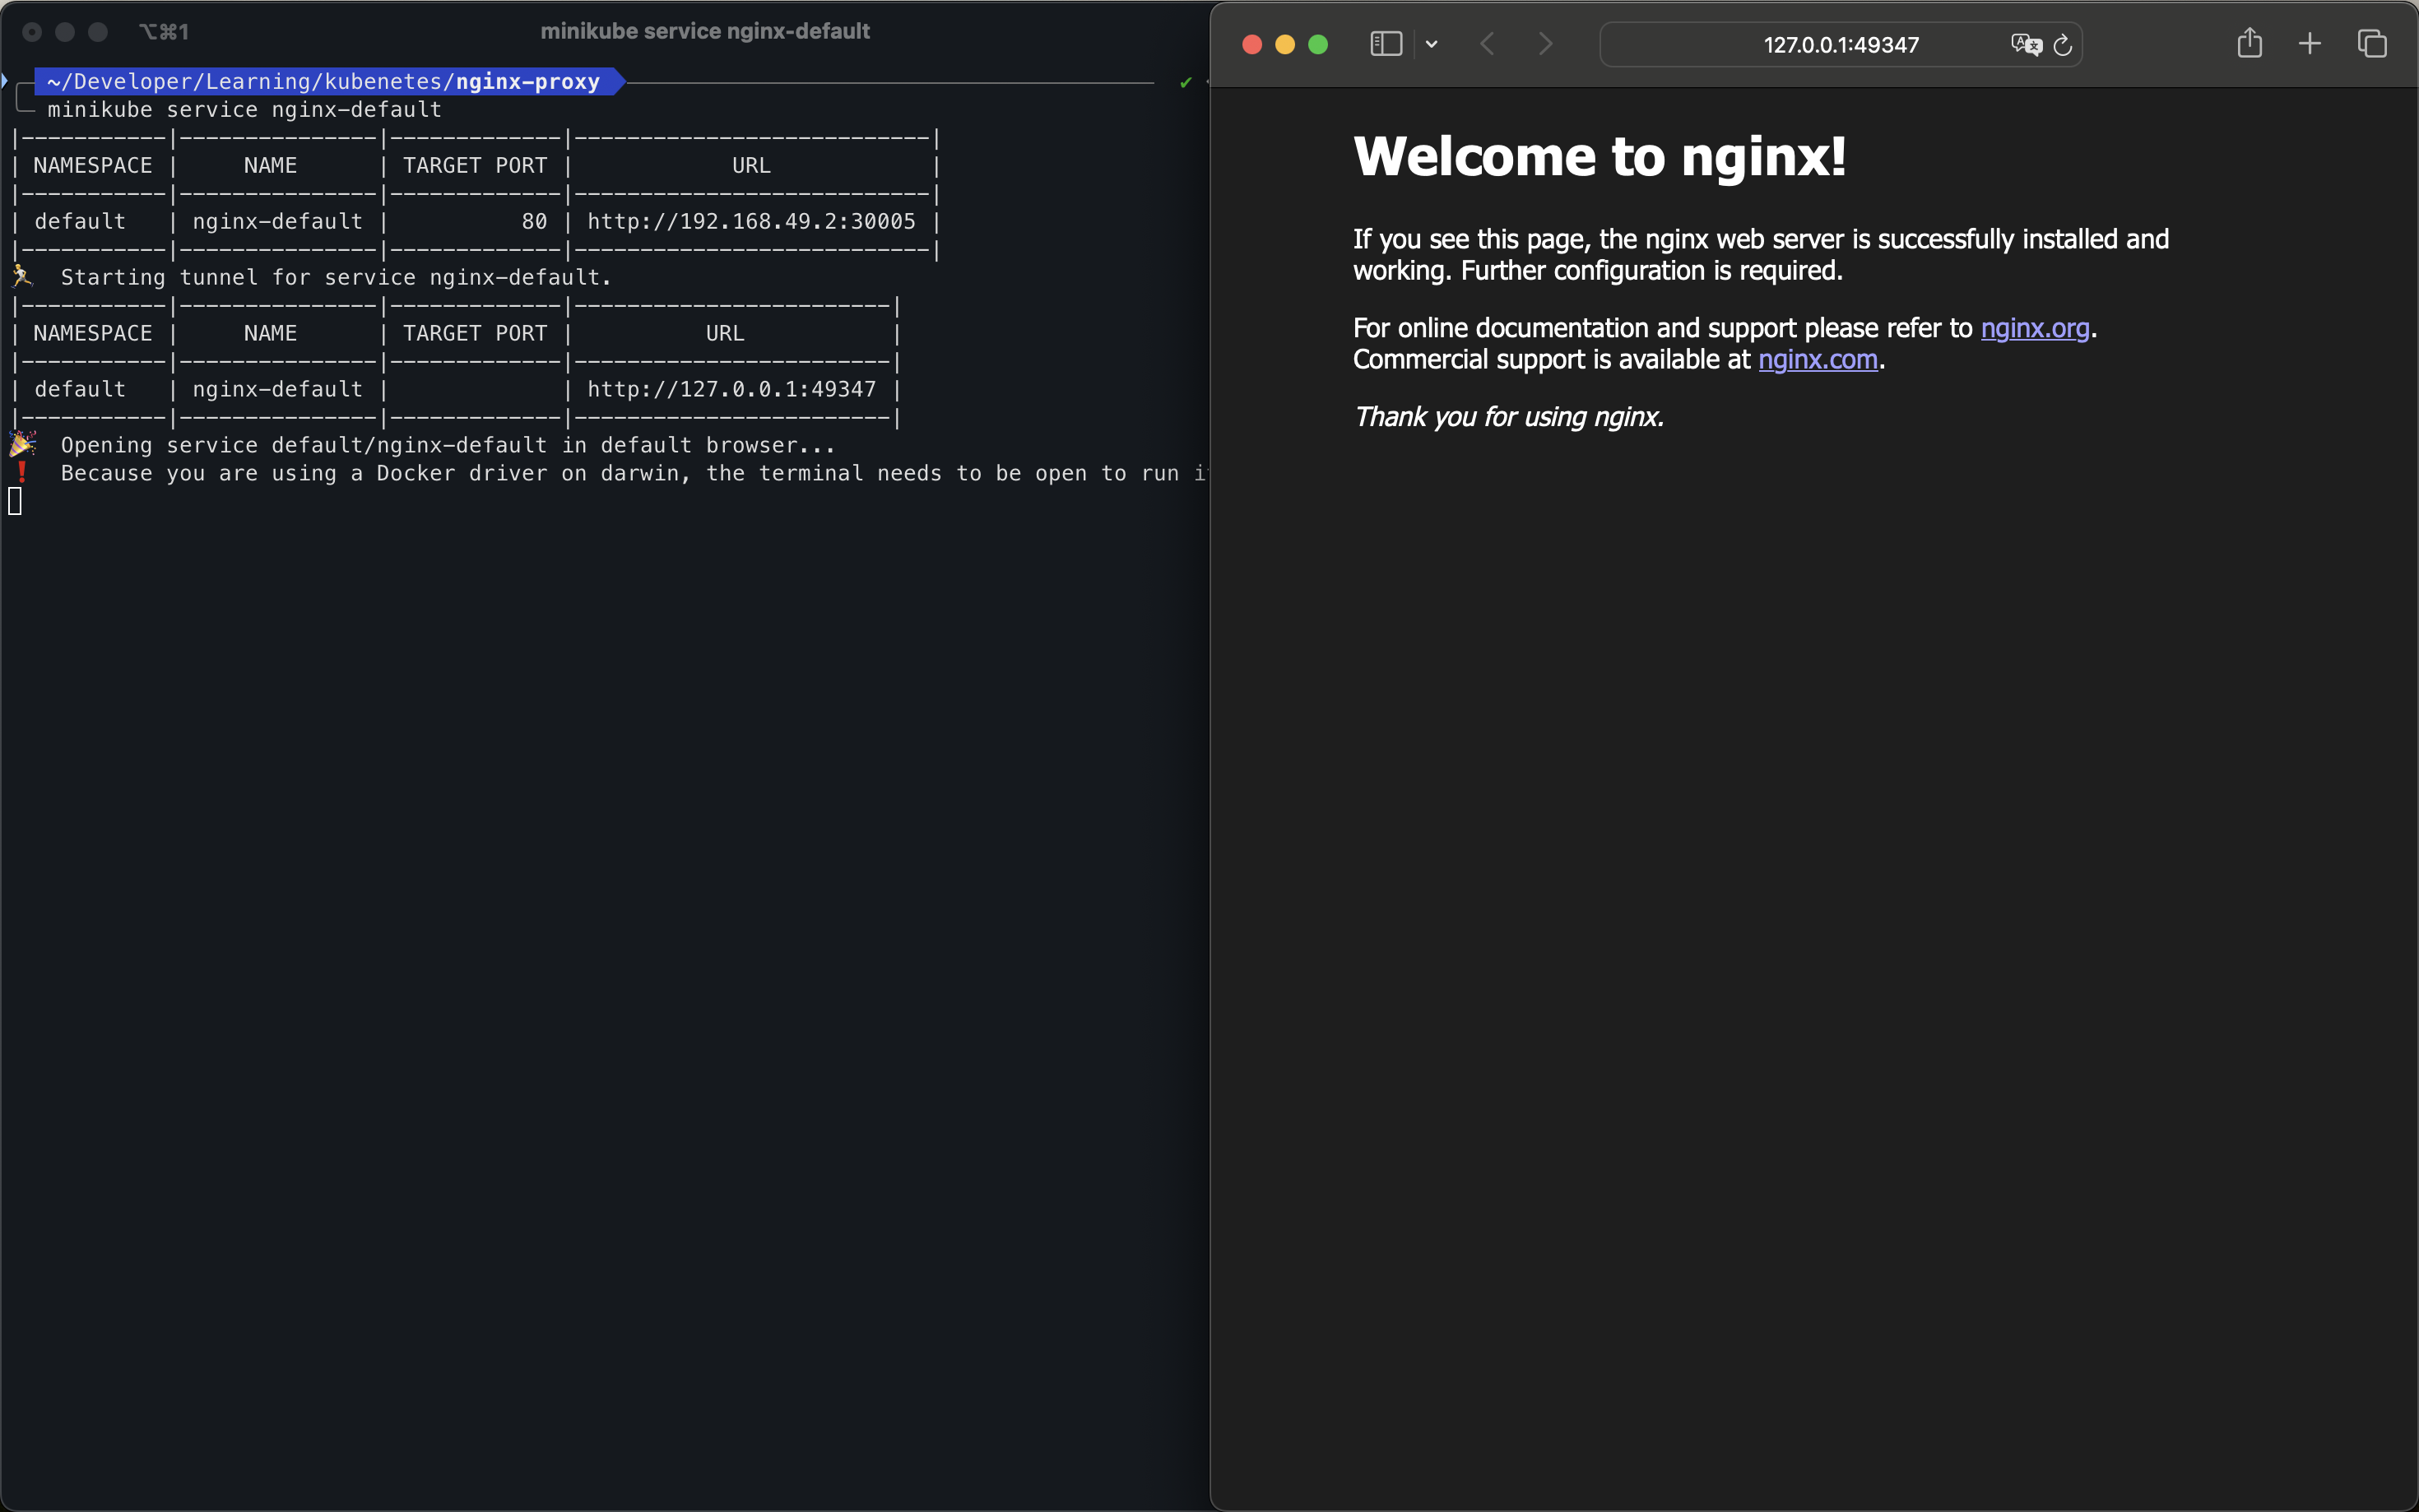 ⌥⌘1 minikube service nginx-default
~/Developer/Learning/kubenetes/nginx-proxy ✔
minikube service nginx-default
|-----------|---------------|-------------|---------------------------|
| NAMESPACE | NAME | TARGET PORT | URL |
|-----------|---------------|-------------|---------------------------|
| default | nginx-default | 80 | http://192.168.49.2:30005 |
|-----------|---------------|-------------|---------------------------|
🏃 Starting tunnel for service nginx-default.
|-----------|---------------|-------------|------------------------|
| NAMESPACE | NAME | TARGET PORT | URL |
|-----------|---------------|-------------|------------------------|
| default | nginx-default | | http://127.0.0.1:49347 |
|-----------|---------------|-------------|------------------------|
🎉 Opening service default/nginx-default in default browser...
❗ Because you are using a Docker driver on darwin, the terminal needs to be open to run
127.0.0.1:49347
Welcome to nginx!
If you see this page, the nginx web server is successfully installed and
working. Further configuration is required.
For online documentation and support please refer to nginx.org.
Commercial support is available at nginx.com.
Thank you for using nginx.